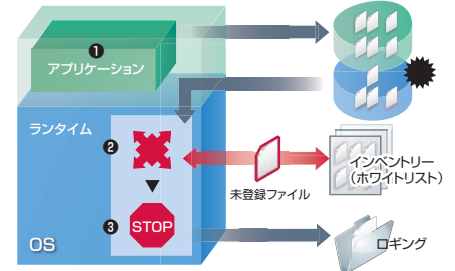 ❶
アプリケーション
ランタイム
❷
インベントリー
（ホワイトリスト）
未登録ファイル
❸
STOP
OS
ロギング